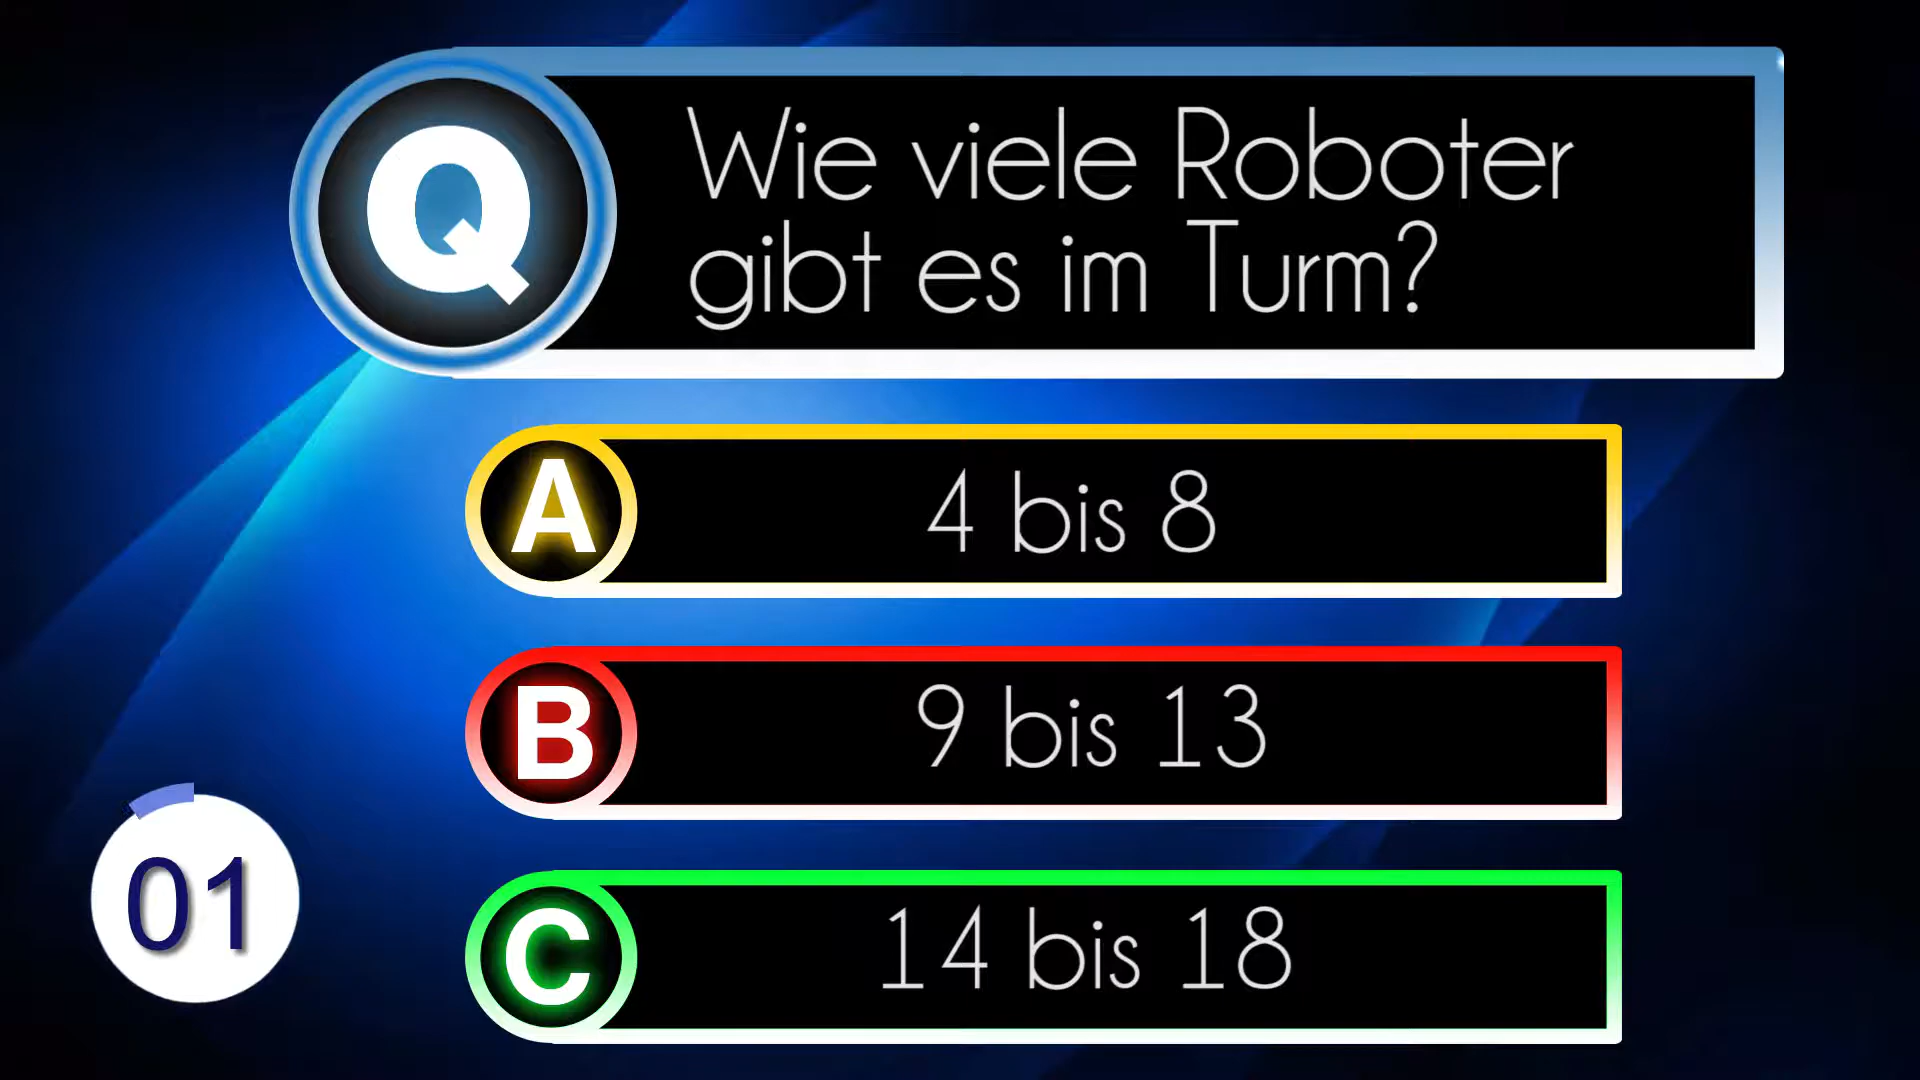 Q
Wie viele Roboter
gibt es im Turm?
A
4 bis 8
B
9 bis 13
C
14 bis 18
01